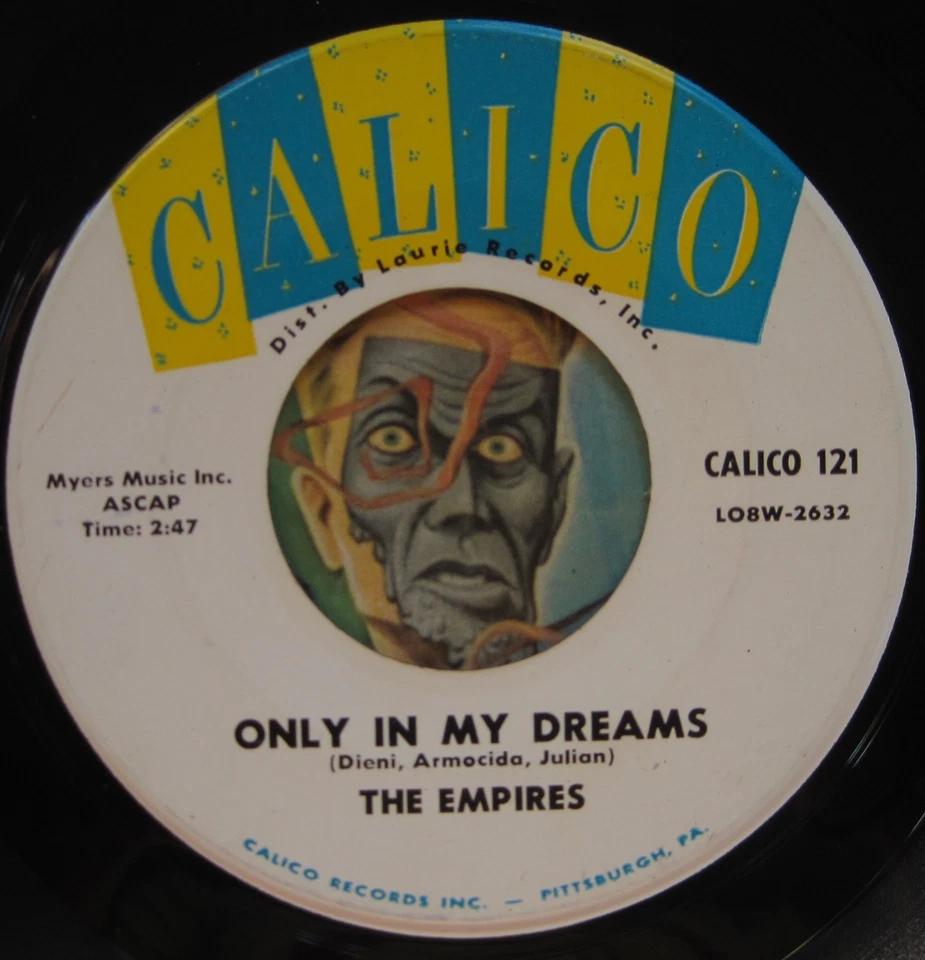 CALICO
Dist. By Laurie Records, Inc.
Myers Music Inc.
ASCAP
Time: 2:47
CALICO 121
LO8W-2632
ONLY IN MY DREAMS
(Dieni, Armocida, Julian)
THE EMPIRES
CALICO RECORDS INC. — PITTSBURGH, PA.